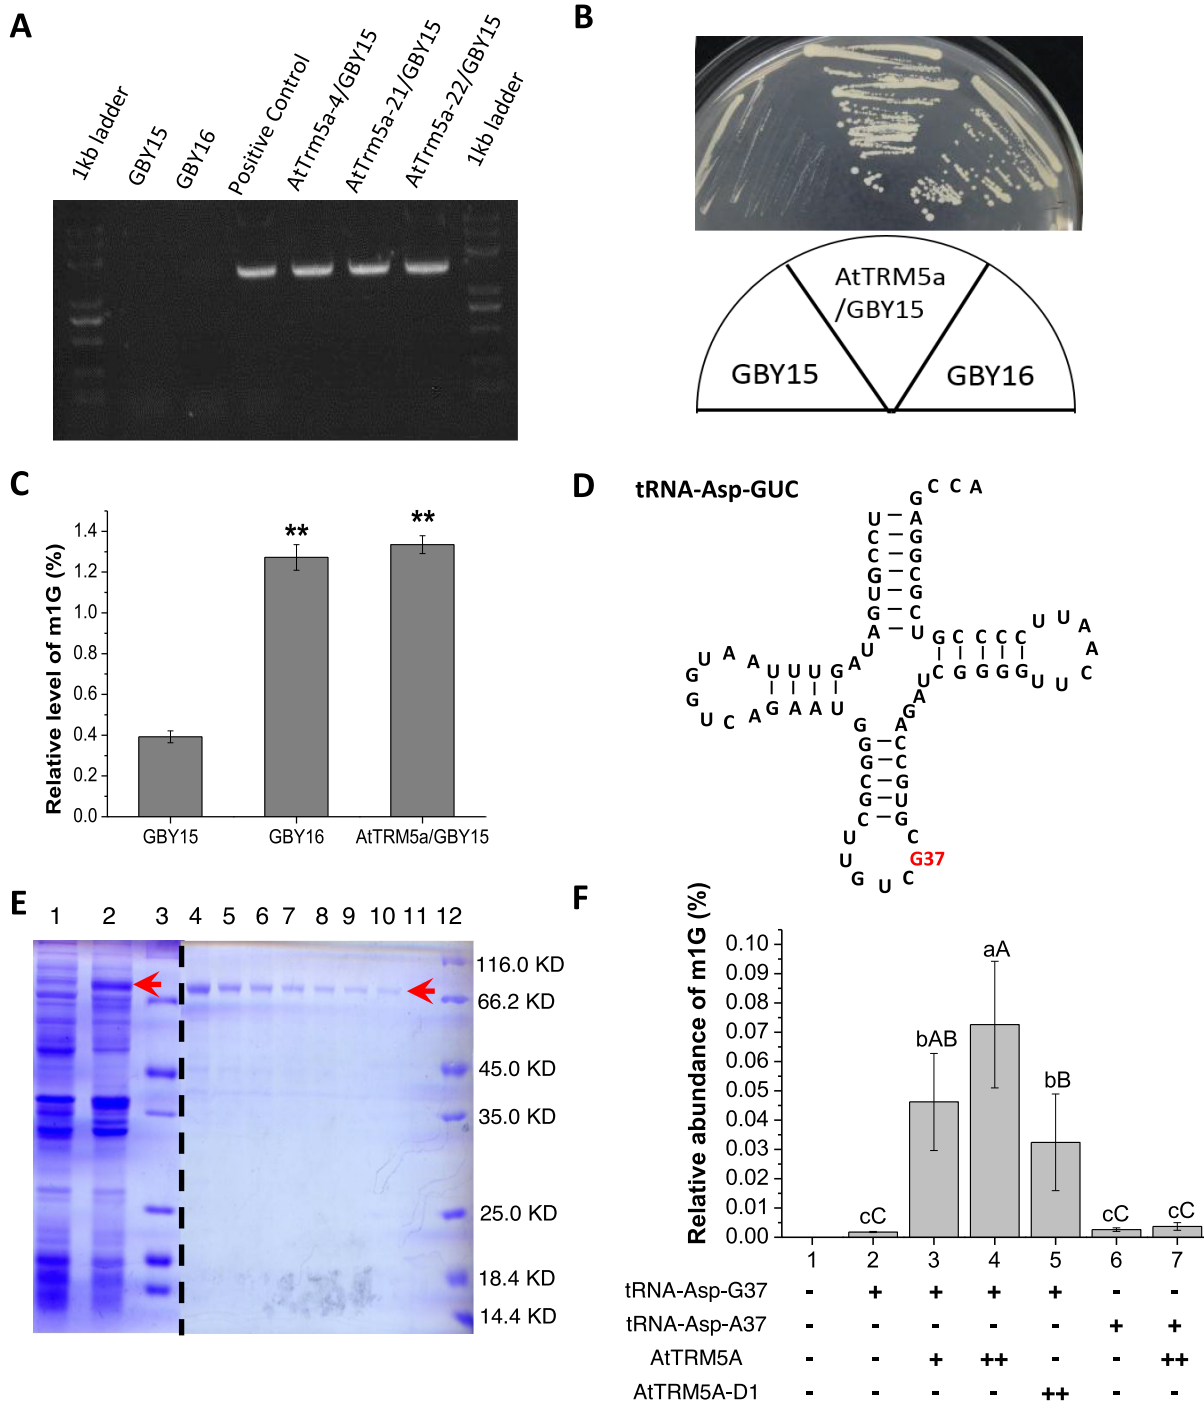 A
1kb ladder
GBY15
GBY16
Positive Control
AtTrm5a-4/GBY15
AtTrm5a-21/GBY15
AtTrm5a-22/GBY15
1kb ladder
B
AtTRM5a
/GBY15
GBY15
GBY16
C
Relative level of m1G (%)
1.4
1.2
1.0
0.8
0.6
0.4
0.2
0.0
**
**
GBY15
GBY16
AtTRM5a/GBY15
D
tRNA-Asp-GUC
G C C A
U A
C G
C G
G C
U G
G C
A U
U
A
G C C C C U U A A C
C G G G G U U
U
A
G
U U U G A
A A U G G U C A
G A A U
G A
G C
G C
C G
G U
C G
C
U
U
G
U
C
G37
E
1 2 3 4 5 6 7 8 9 10 11 12
116.0 KD
66.2 KD
45.0 KD
35.0 KD
25.0 KD
18.4 KD
14.4 KD
F
Relative abundance of m1G (%)
0.10
0.09
0.08
0.07
0.06
0.05
0.04
0.03
0.02
0.01
0.00
cC
bAB
aA
bB
cC
cC
1 2 3 4 5 6 7
tRNA-Asp-G37 - + + + + - -
tRNA-Asp-A37 - - - - - + +
AtTRM5A - - + ++ - - ++
AtTRM5A-D1 - - - - ++ - -